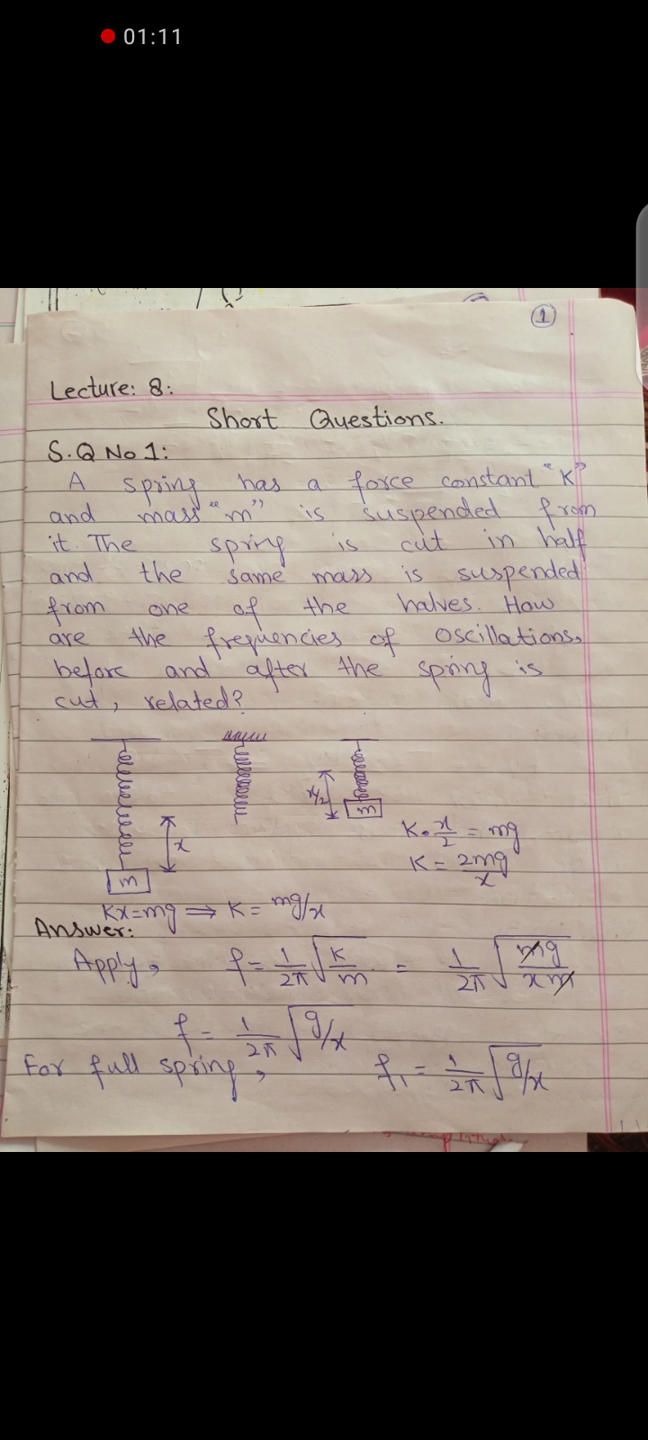 01:11
1
Lecture: 8:
Short Questions.
S.Q No 1:
A spring has a force constant "K"
and mass "m" is suspended from
it. The spring is cut in half
and the same mass is suspended
from one of the halves. How
are the frequencies of oscillations,
before and after the spring is
cut, related?
x
m
x/2
m
K.x/2 = mg
K = 2mg/x
Kx=mg ⇒ K = mg/x
Answer:
Apply, f = 1/2π √K/m = 1/2π √mg/xm
f = 1/2π √g/x
For full spring, f₁ = 1/2π √g/x